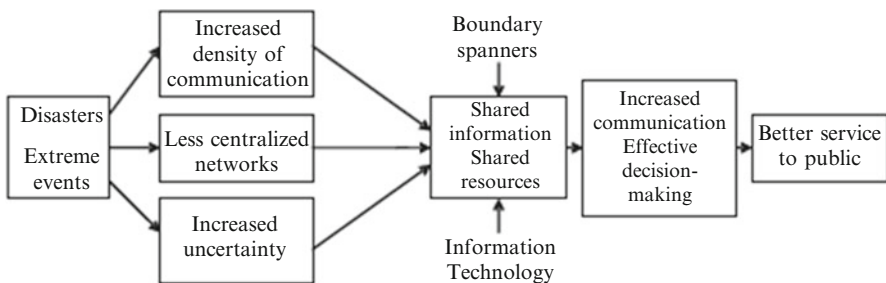 Disasters
Extreme
events
Increased
density of
communication
Less centralized
networks
Increased
uncertainty
Boundary
spanners
Shared
information
Shared
resources
Information
Technology
Increased
communication
Effective
decision-
making
Better service
to public